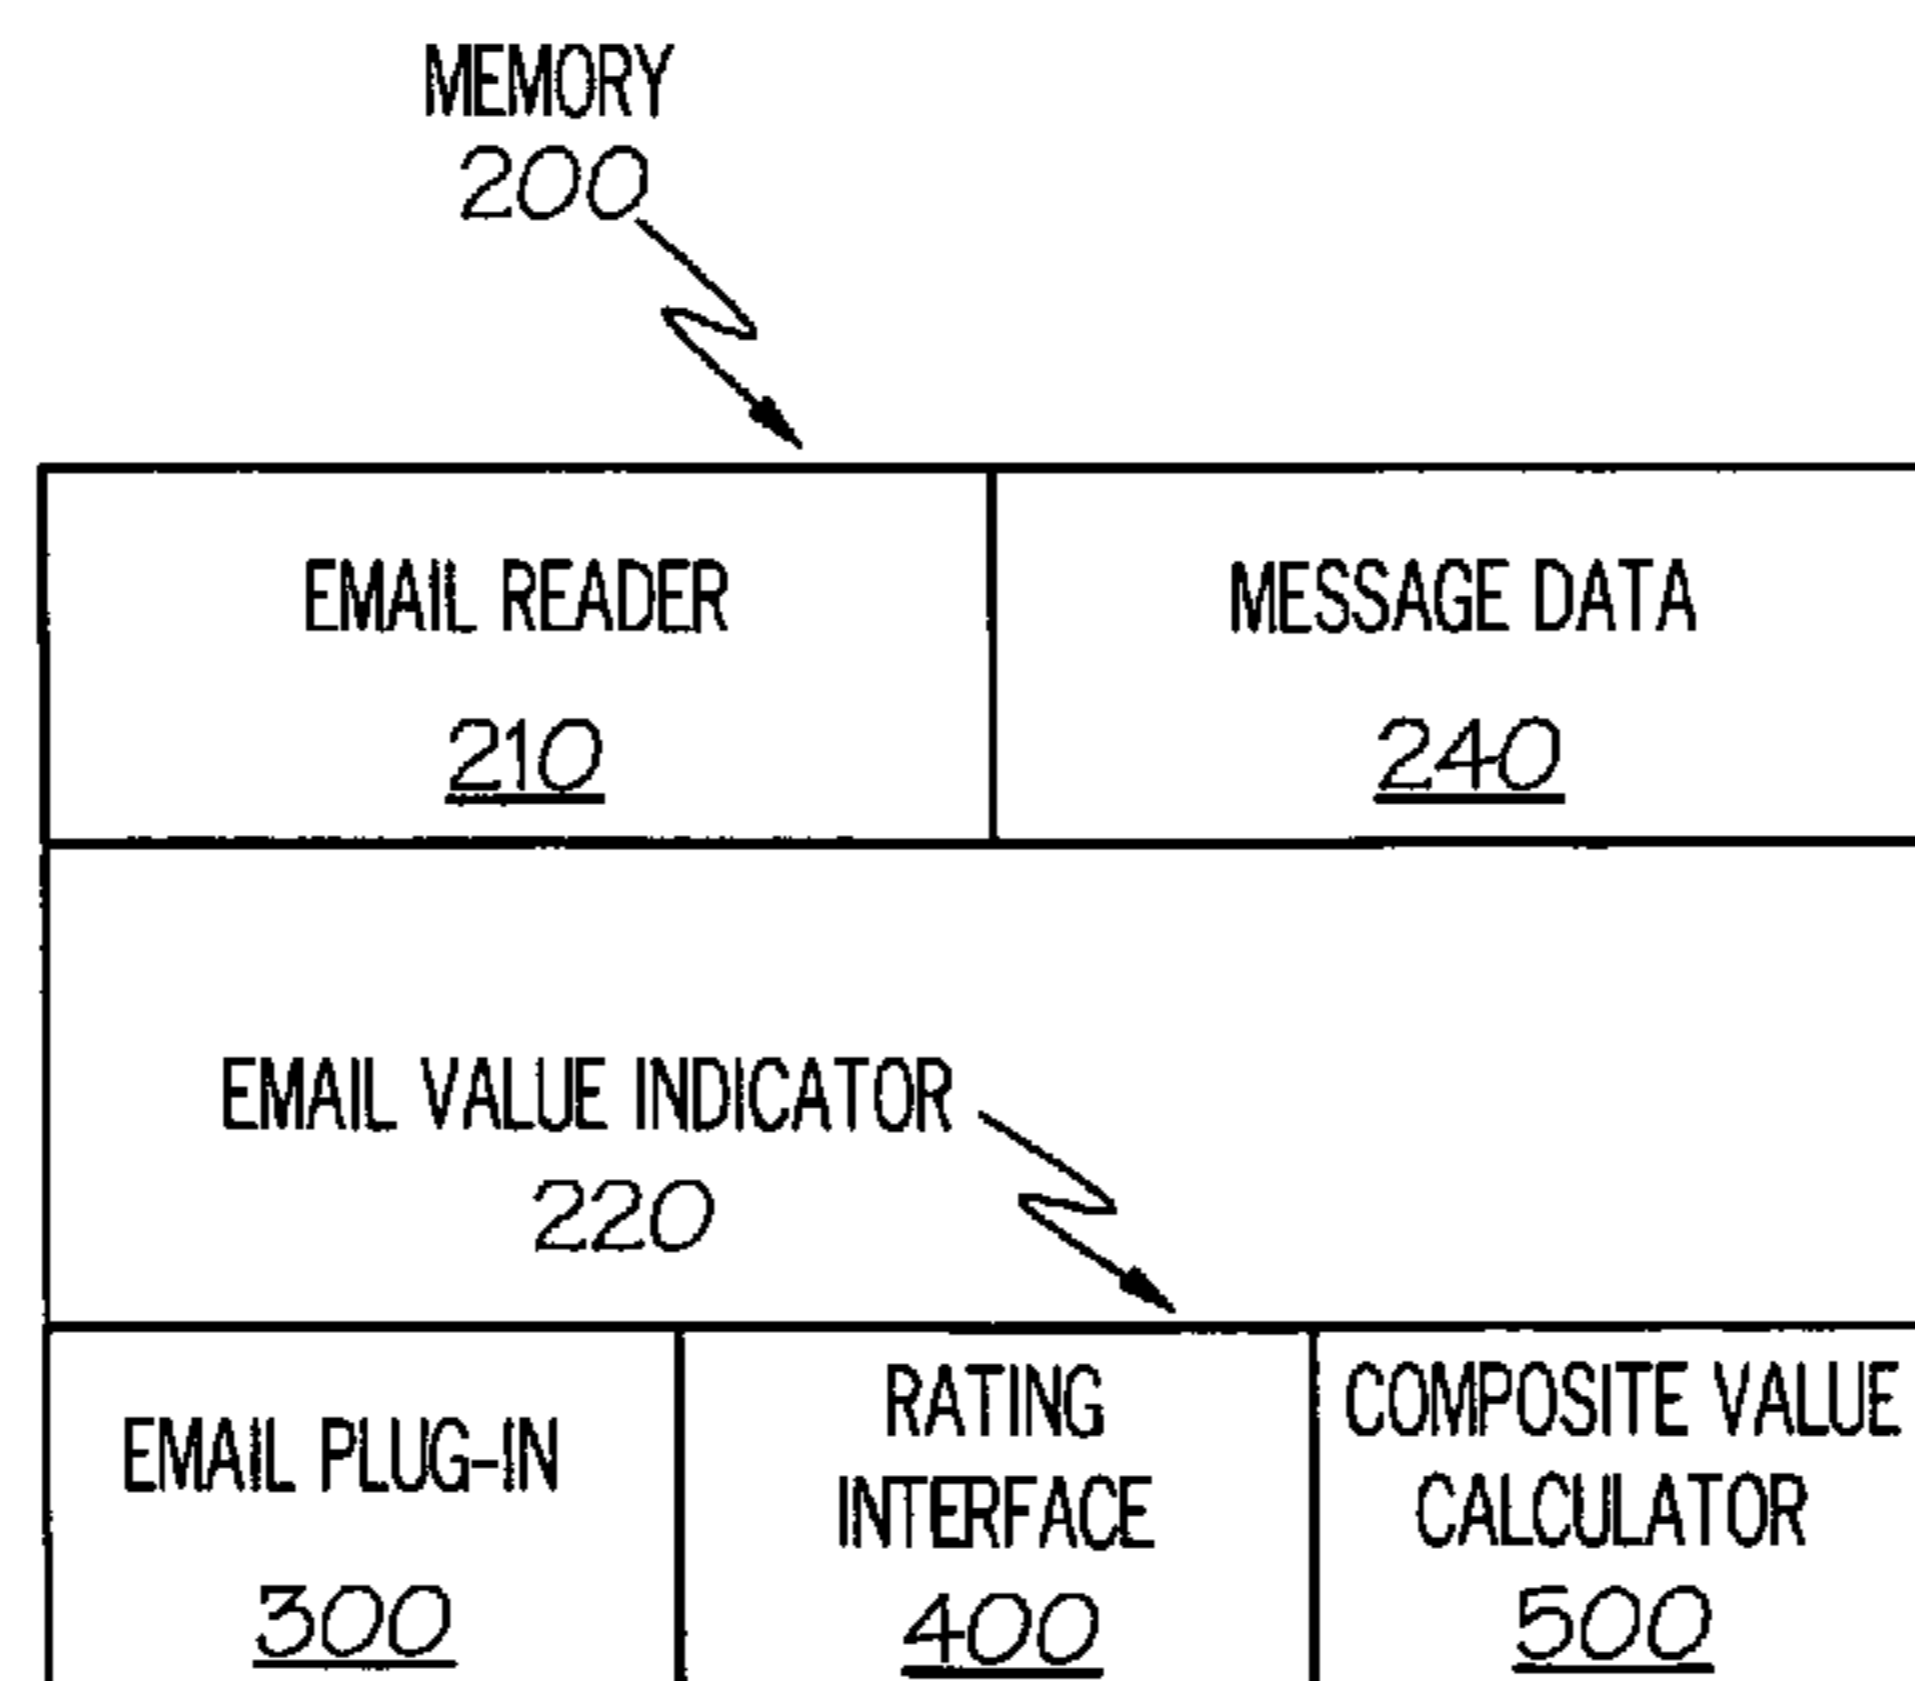 MEMORY
200
EMAIL READER
210
MESSAGE DATA
240
EMAIL VALUE INDICATOR
220
EMAIL PLUG-IN
300
RATING
INTERFACE
400
COMPOSITE VALUE
CALCULATOR
500